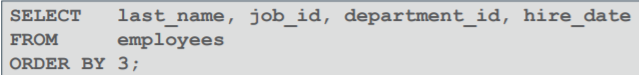 SELECT    last_name, job_id, department_id, hire_date
FROM      employees
ORDER BY 3;